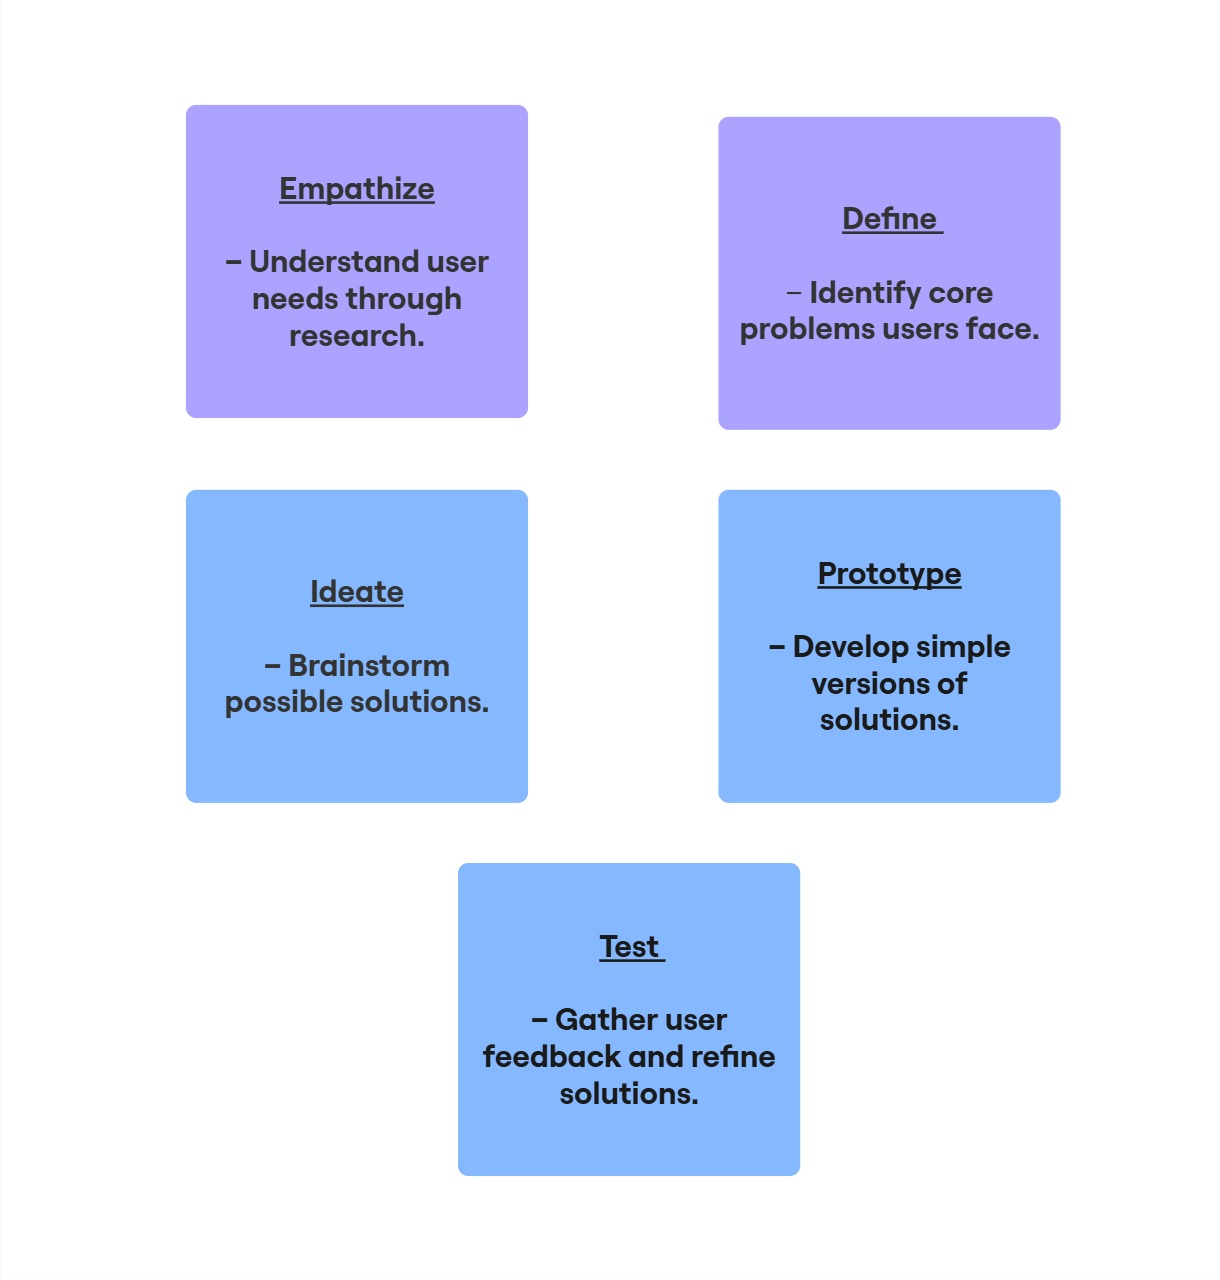 Empathize
– Understand user
needs through
research.
Define
– Identify core
problems users face.
Ideate
– Brainstorm
possible solutions.
Prototype
– Develop simple
versions of
solutions.
Test
– Gather user
feedback and refine
solutions.